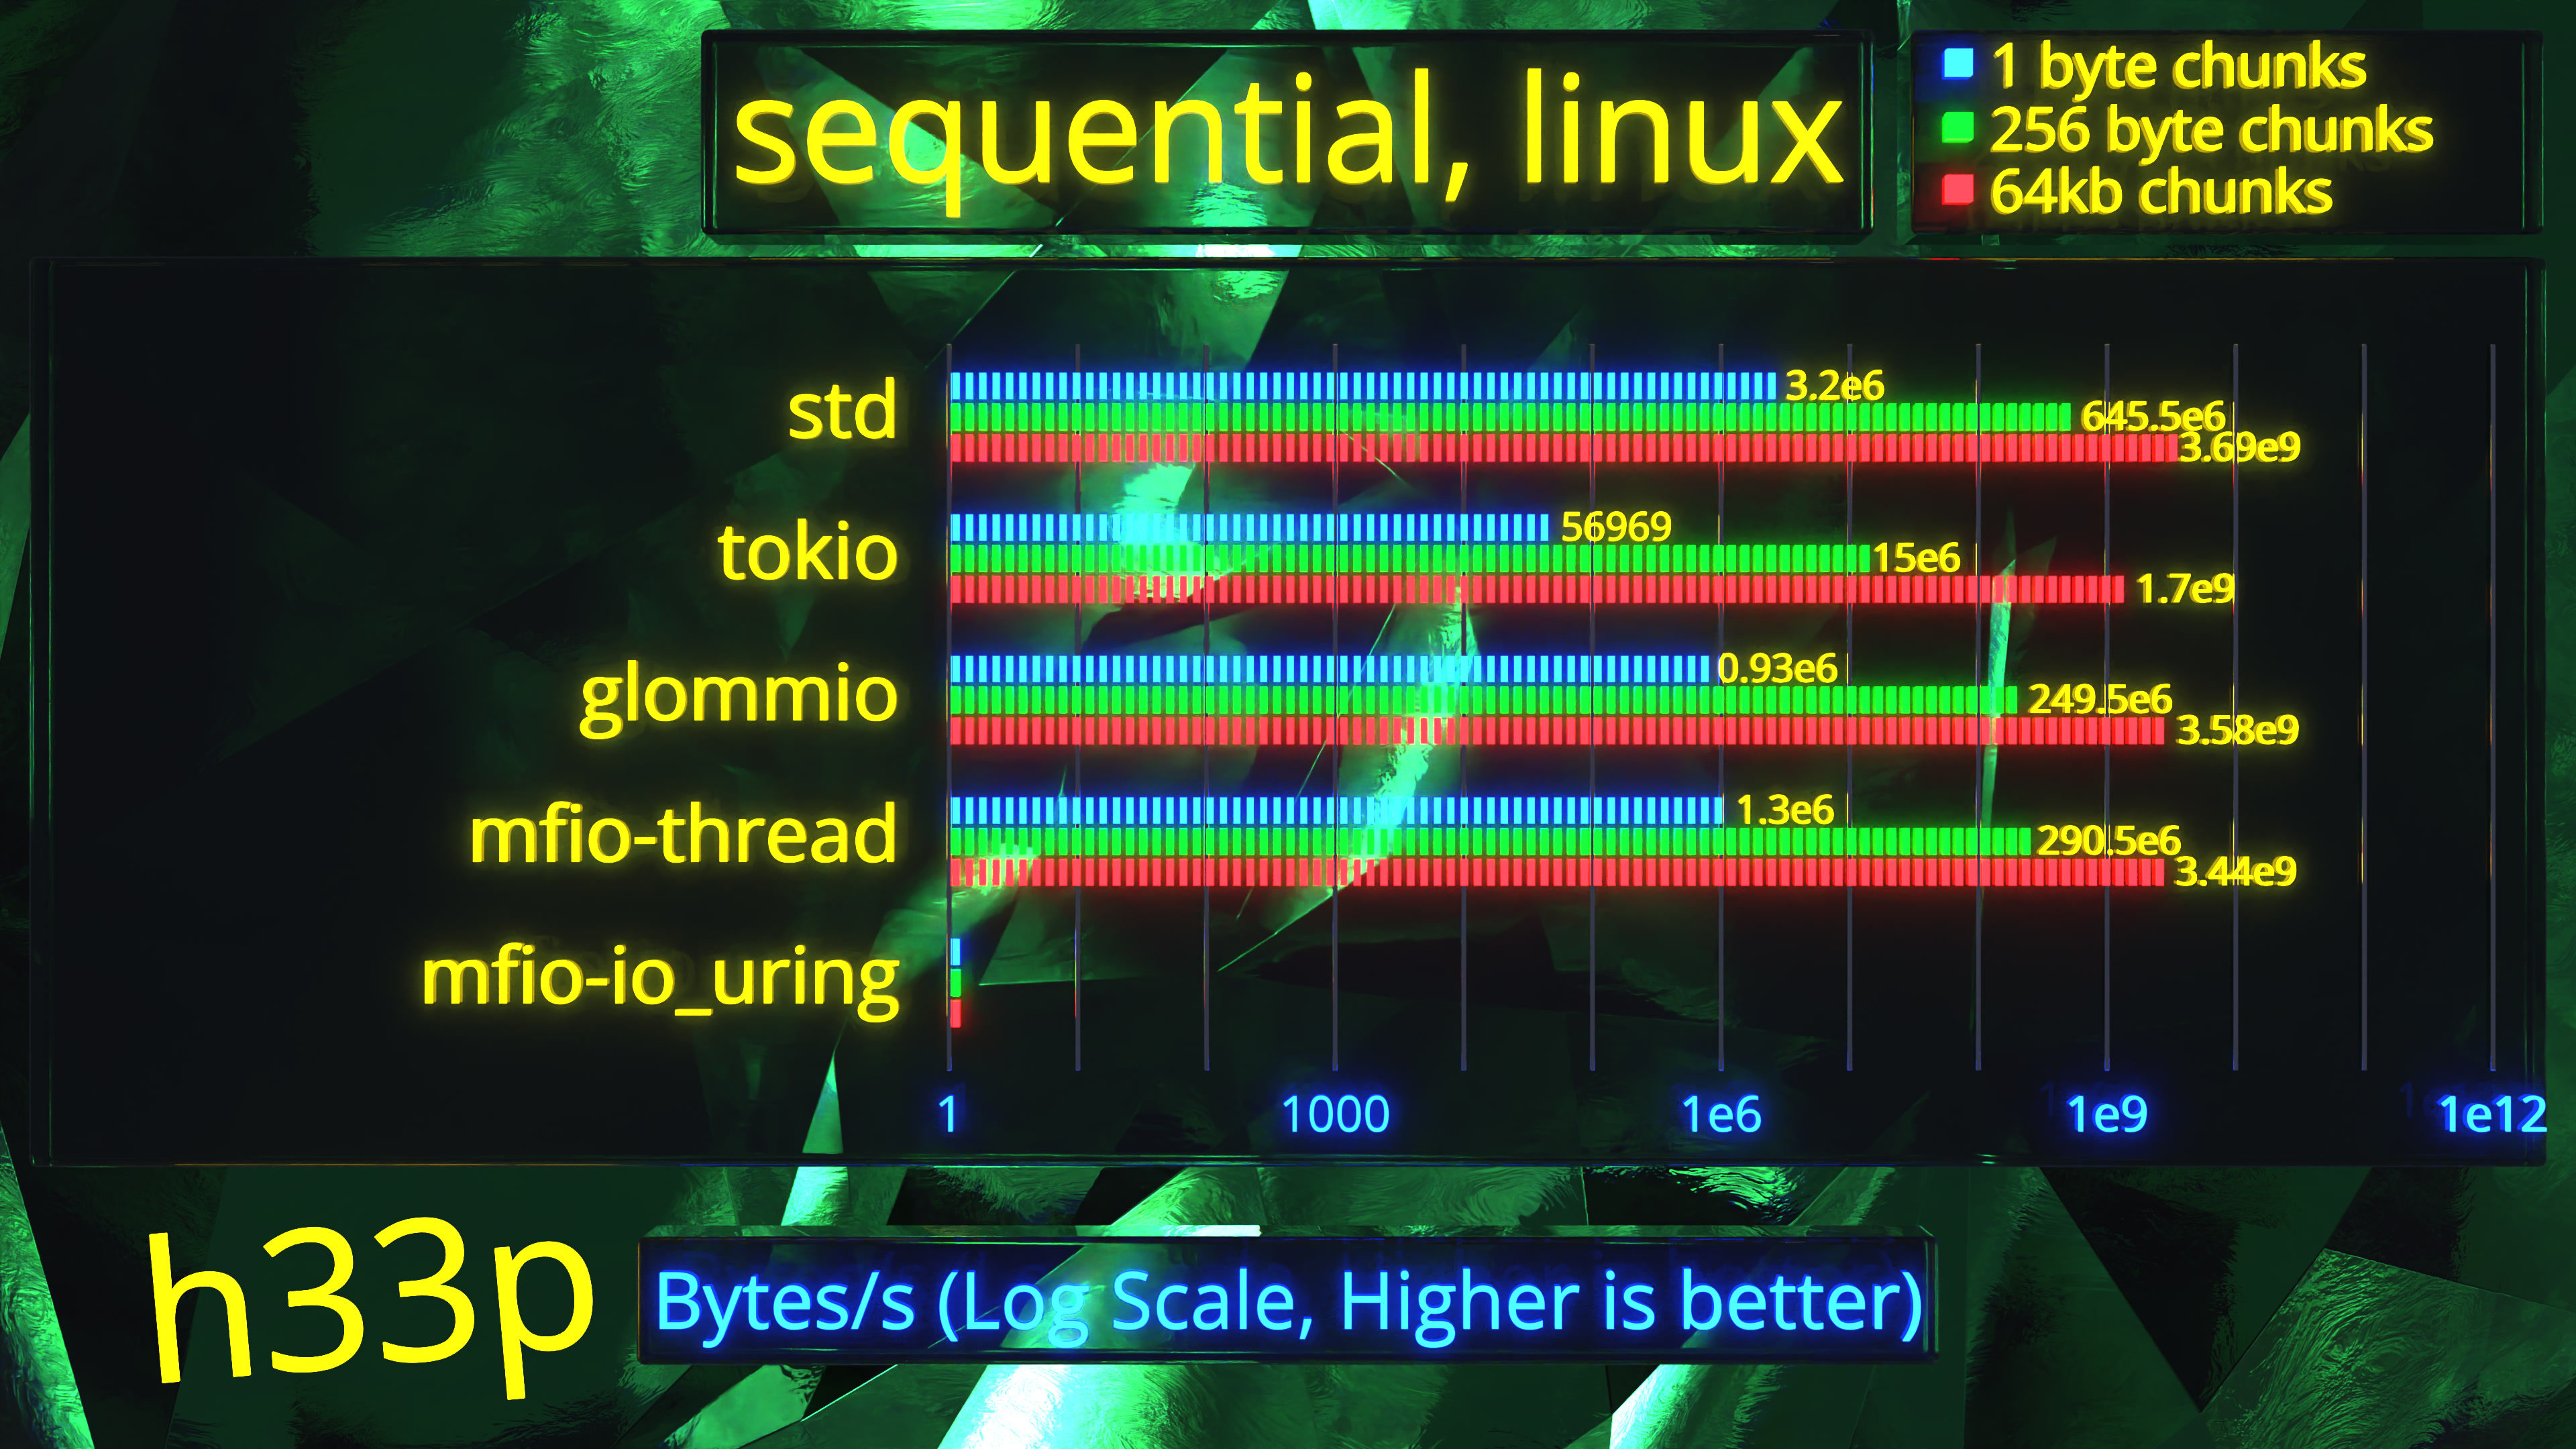 sequential, linux
1 byte chunks
256 byte chunks
64kb chunks
std
3.2e6
645.5e6
3.69e9
tokio
56969
15e6
1.7e9
glommio
0.93e6
249.5e6
3.58e9
mfio-thread
1.3e6
290.5e6
3.44e9
mfio-io_uring
1 1000 1e6 1e9 1e12
h33p
Bytes/s (Log Scale, Higher is better)